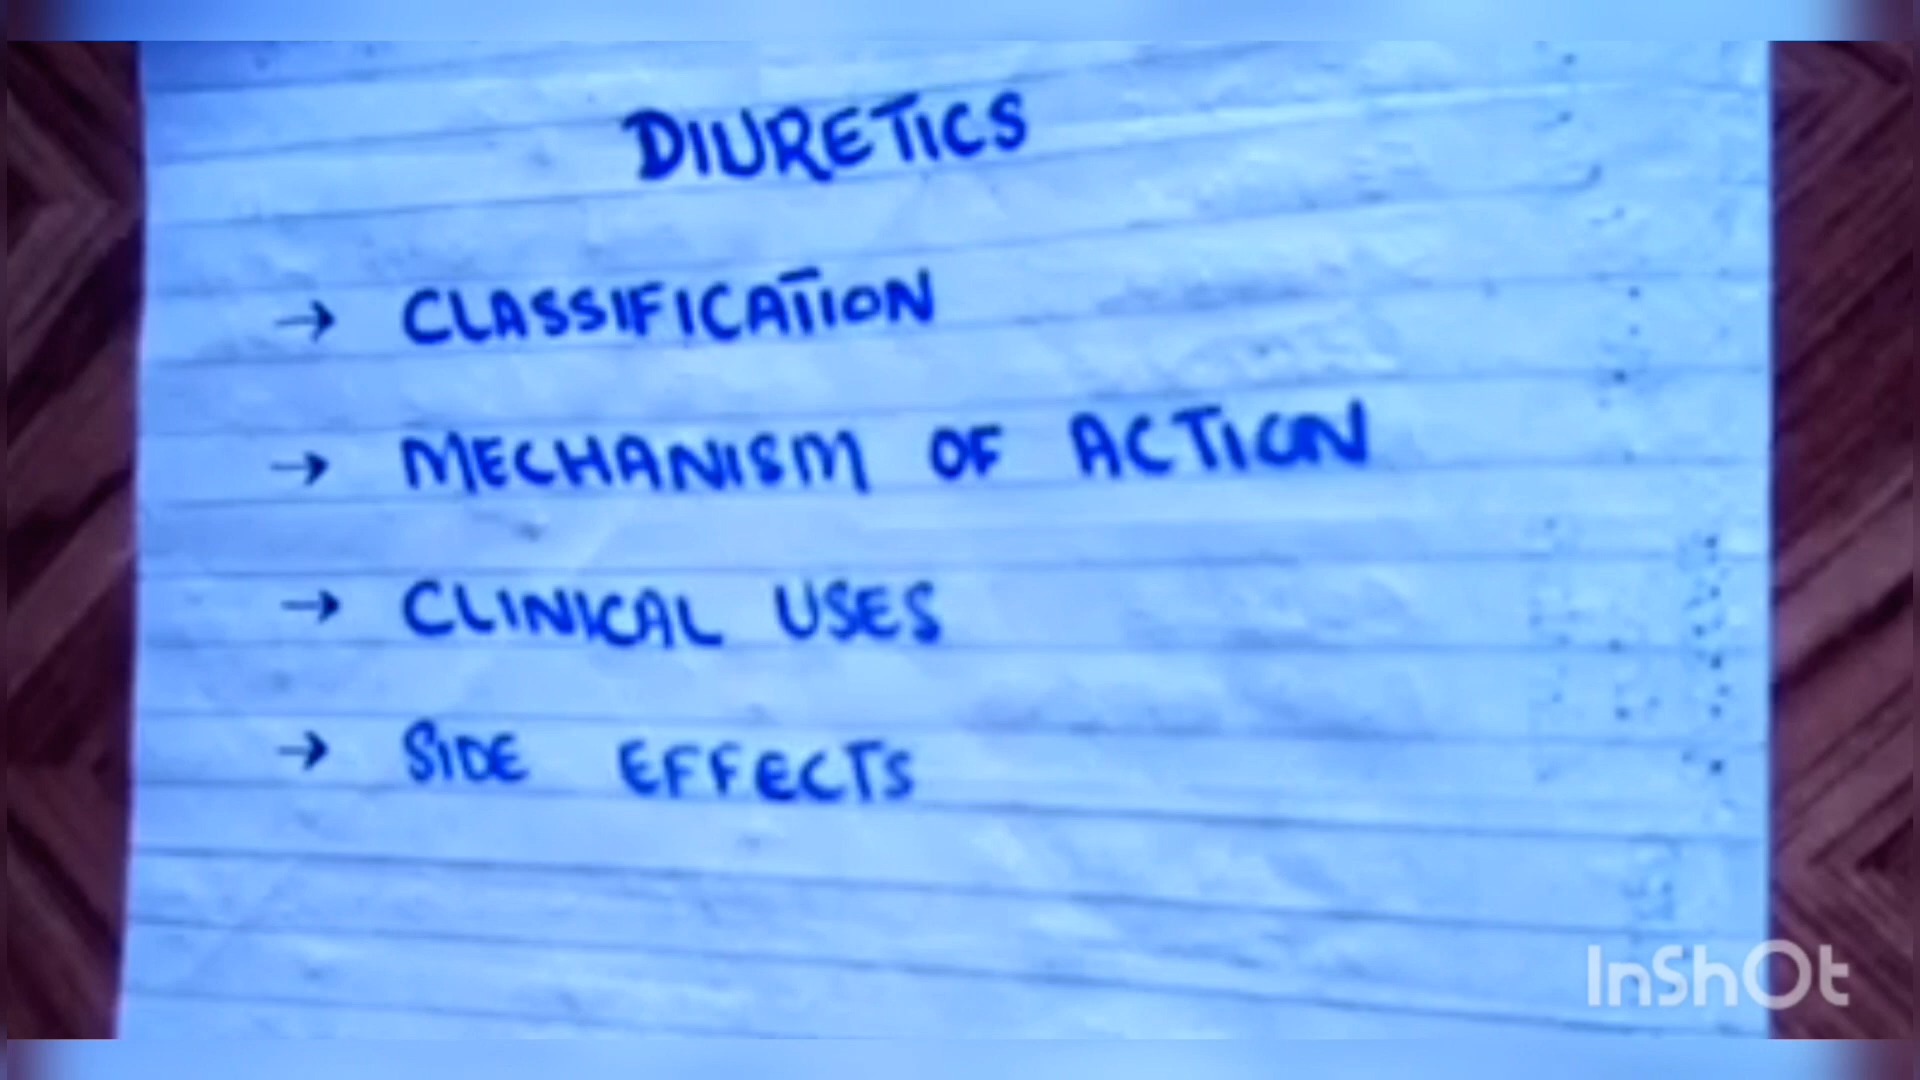 DIURETICS
→ CLASSIFICATION
→ MECHANISM OF ACTION
→ CLINICAL USES
→ SIDE EFFECTS
InShOt